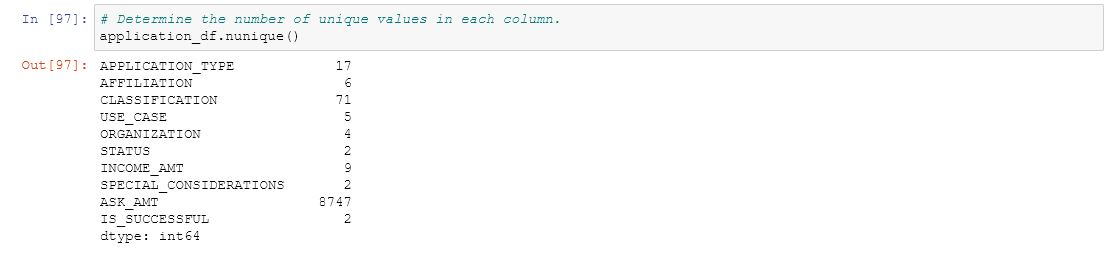 In [97]: # Determine the number of unique values in each column.
application_df.nunique()
Out[97]: APPLICATION_TYPE 17
AFFILIATION 6
CLASSIFICATION 71
USE_CASE 5
ORGANIZATION 4
STATUS 2
INCOME_AMT 9
SPECIAL_CONSIDERATIONS 2
ASK_AMT 8747
IS_SUCCESSFUL 2
dtype: int64